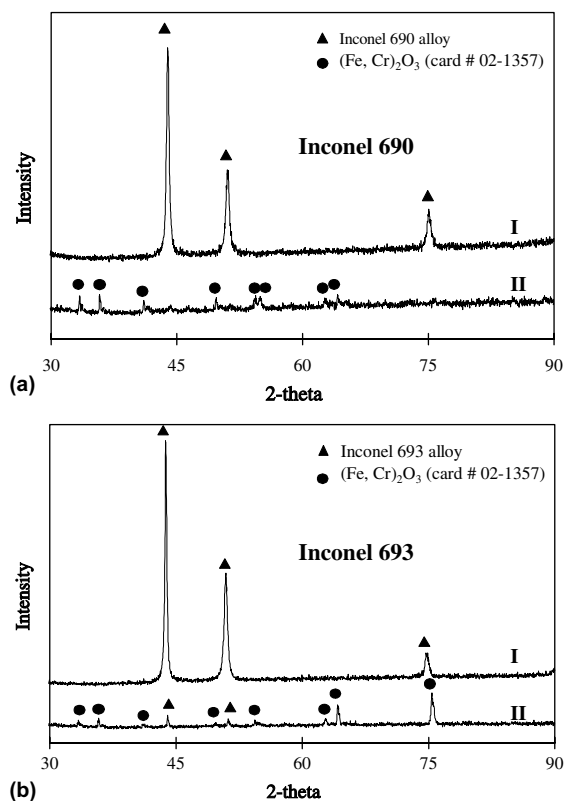 ▲ Inconel 690 alloy
● (Fe, Cr)₂O₃ (card # 02-1357)
Inconel 690
Intensity
I
II
30 45 60 75 90
2-theta
(a)
▲ Inconel 693 alloy
● (Fe, Cr)₂O₃ (card # 02-1357)
Inconel 693
Intensity
I
II
30 45 60 75 90
2-theta
(b)